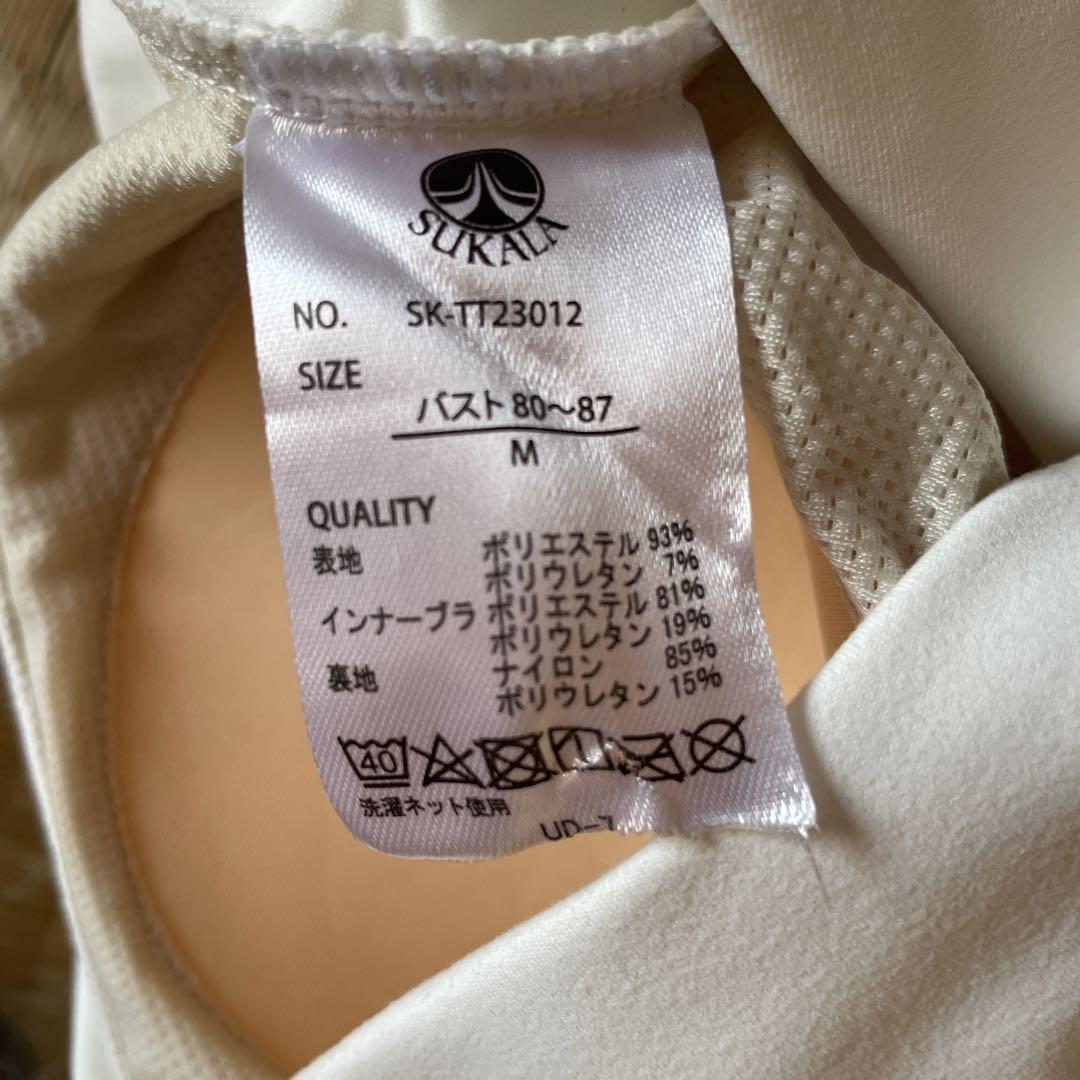 SUKALA
NO. SK-TT23012
SIZE
バスト 80～87
M
QUALITY
表地 ポリエステル 93%
ポリウレタン 7%
インナーブラ ポリエステル 81%
ポリウレタン 19%
裏地 ナイロン 85%
ポリウレタン 15%
40
洗濯ネット使用